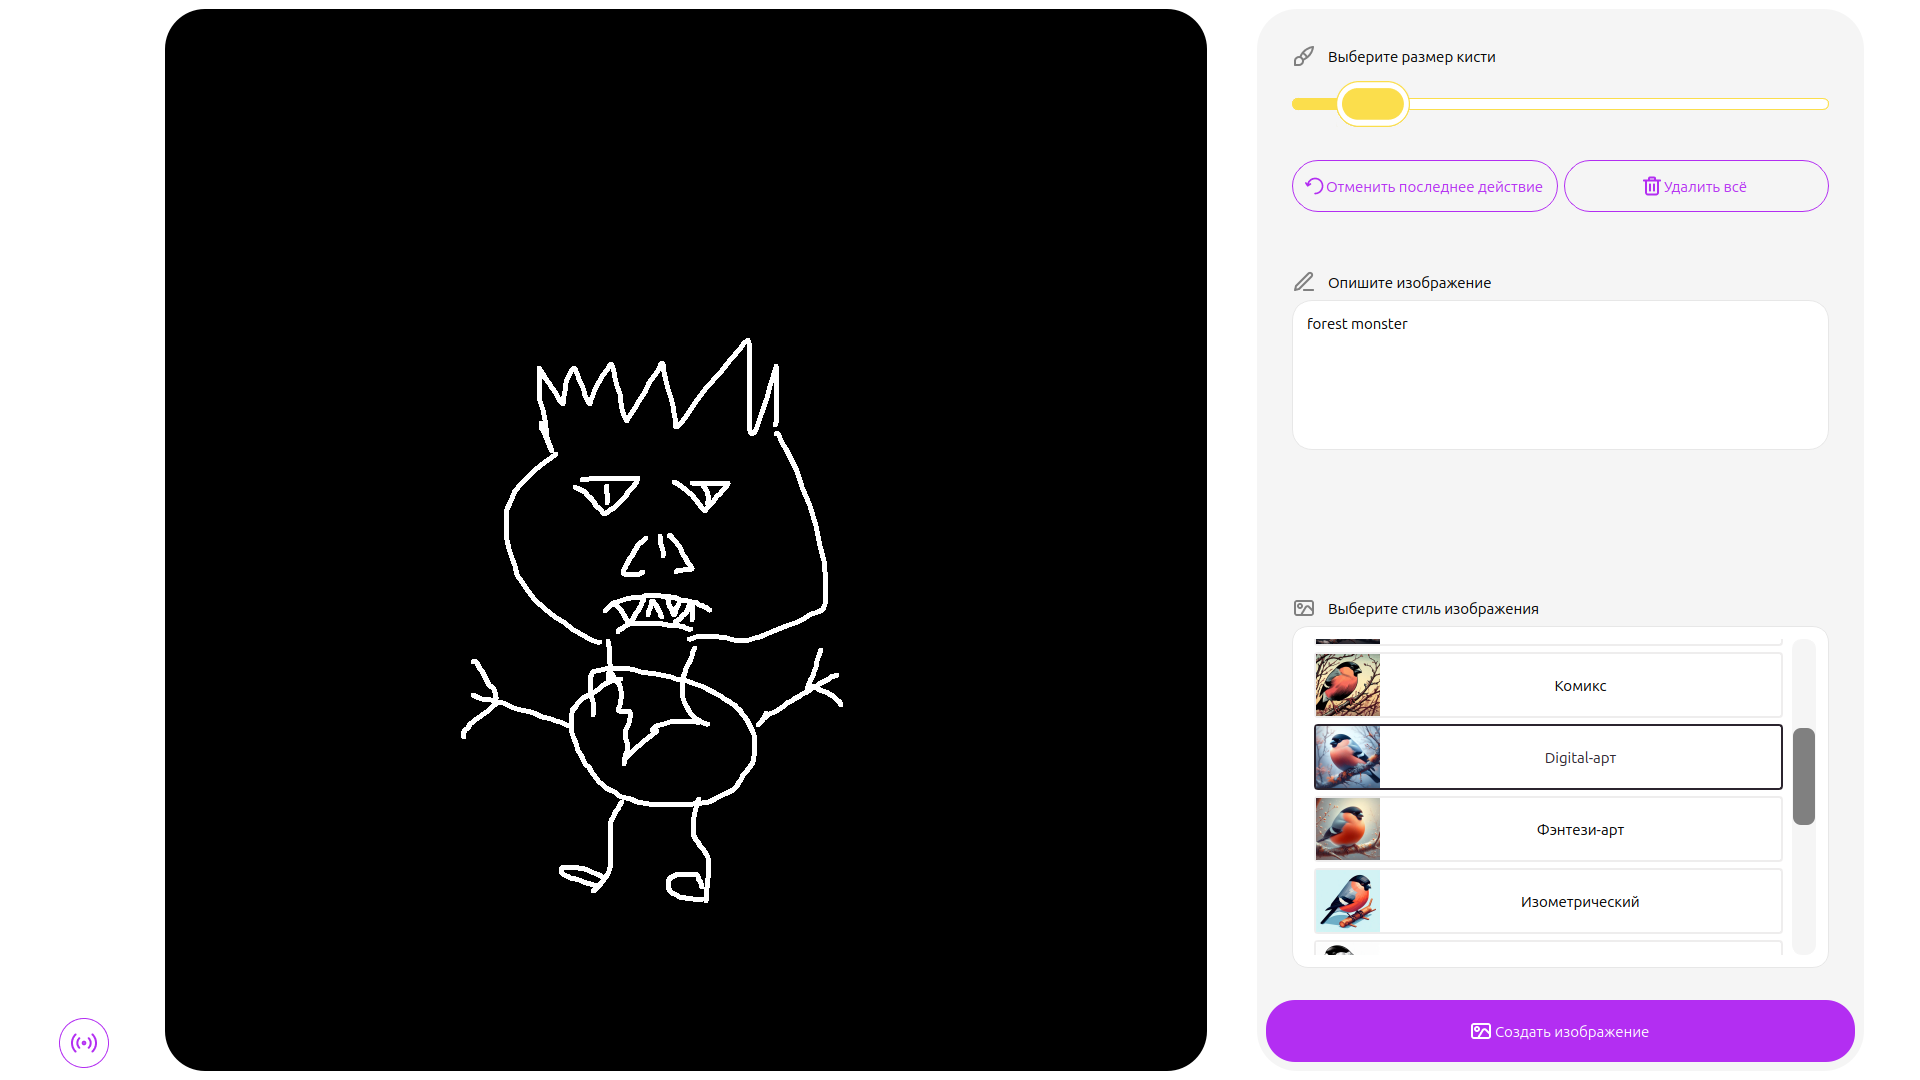 Выберите размер кисти
Отменить последнее действие
Удалить всё
Опишите изображение
forest monster
Выберите стиль изображения
Комикс
Digital-арт
Фэнтези-арт
Изометрический
Создать изображение